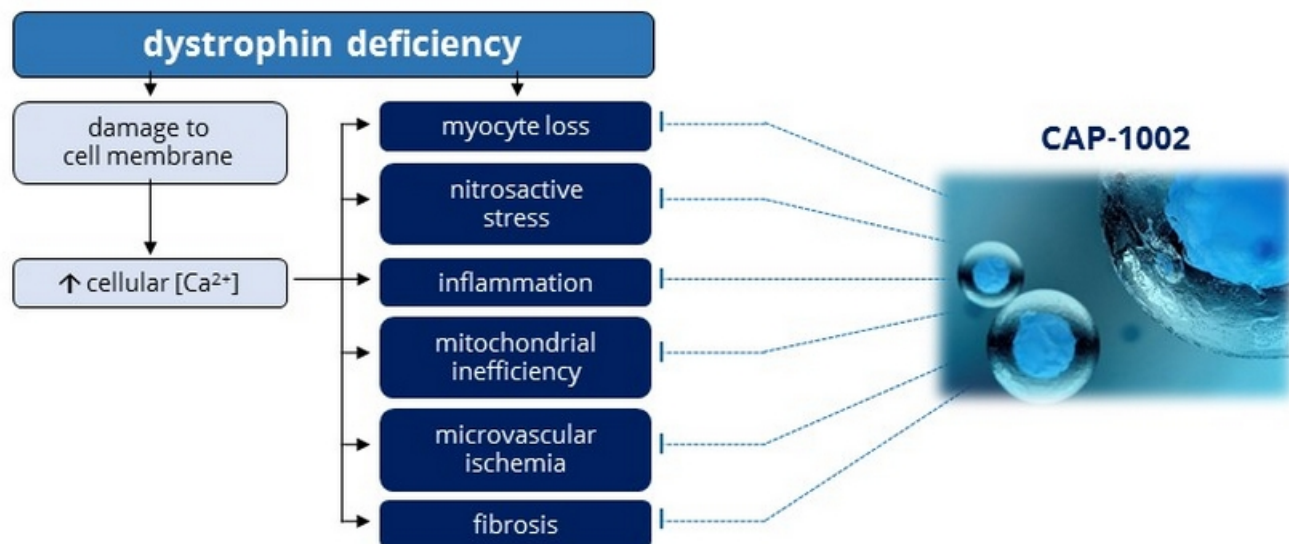 dystrophin deficiency
damage to
cell membrane
↑ cellular [Ca²⁺]
myocyte loss
nitrosactive
stress
inflammation
mitochondrial
inefficiency
microvascular
ischemia
fibrosis
CAP-1002